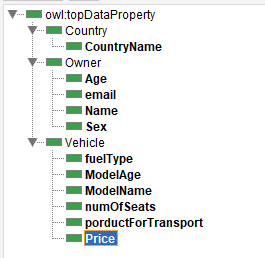 owl:topDataProperty
Country
CountryName
Owner
Age
email
Name
Sex
Vehicle
fuelType
ModelAge
ModelName
numOfSeats
porductForTransport
Price